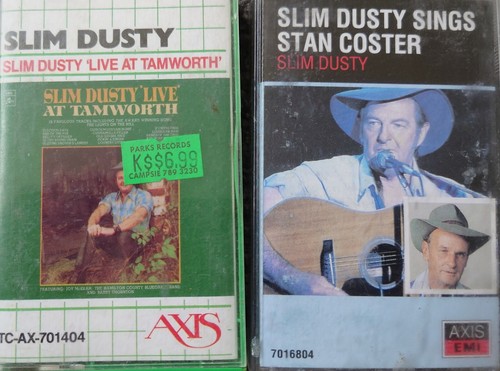 SLIM DUSTY
SLIM DUSTY 'LIVE AT TAMWORTH'
SLIM DUSTY 'LIVE'
AT TAMWORTH
PARKS RECORDS
K$$6.99
CAMPSIE 789 3230
TC-AX-701404
AXIS
SLIM DUSTY SINGS
STAN COSTER
SLIM DUSTY
7016804
AXIS
EMI